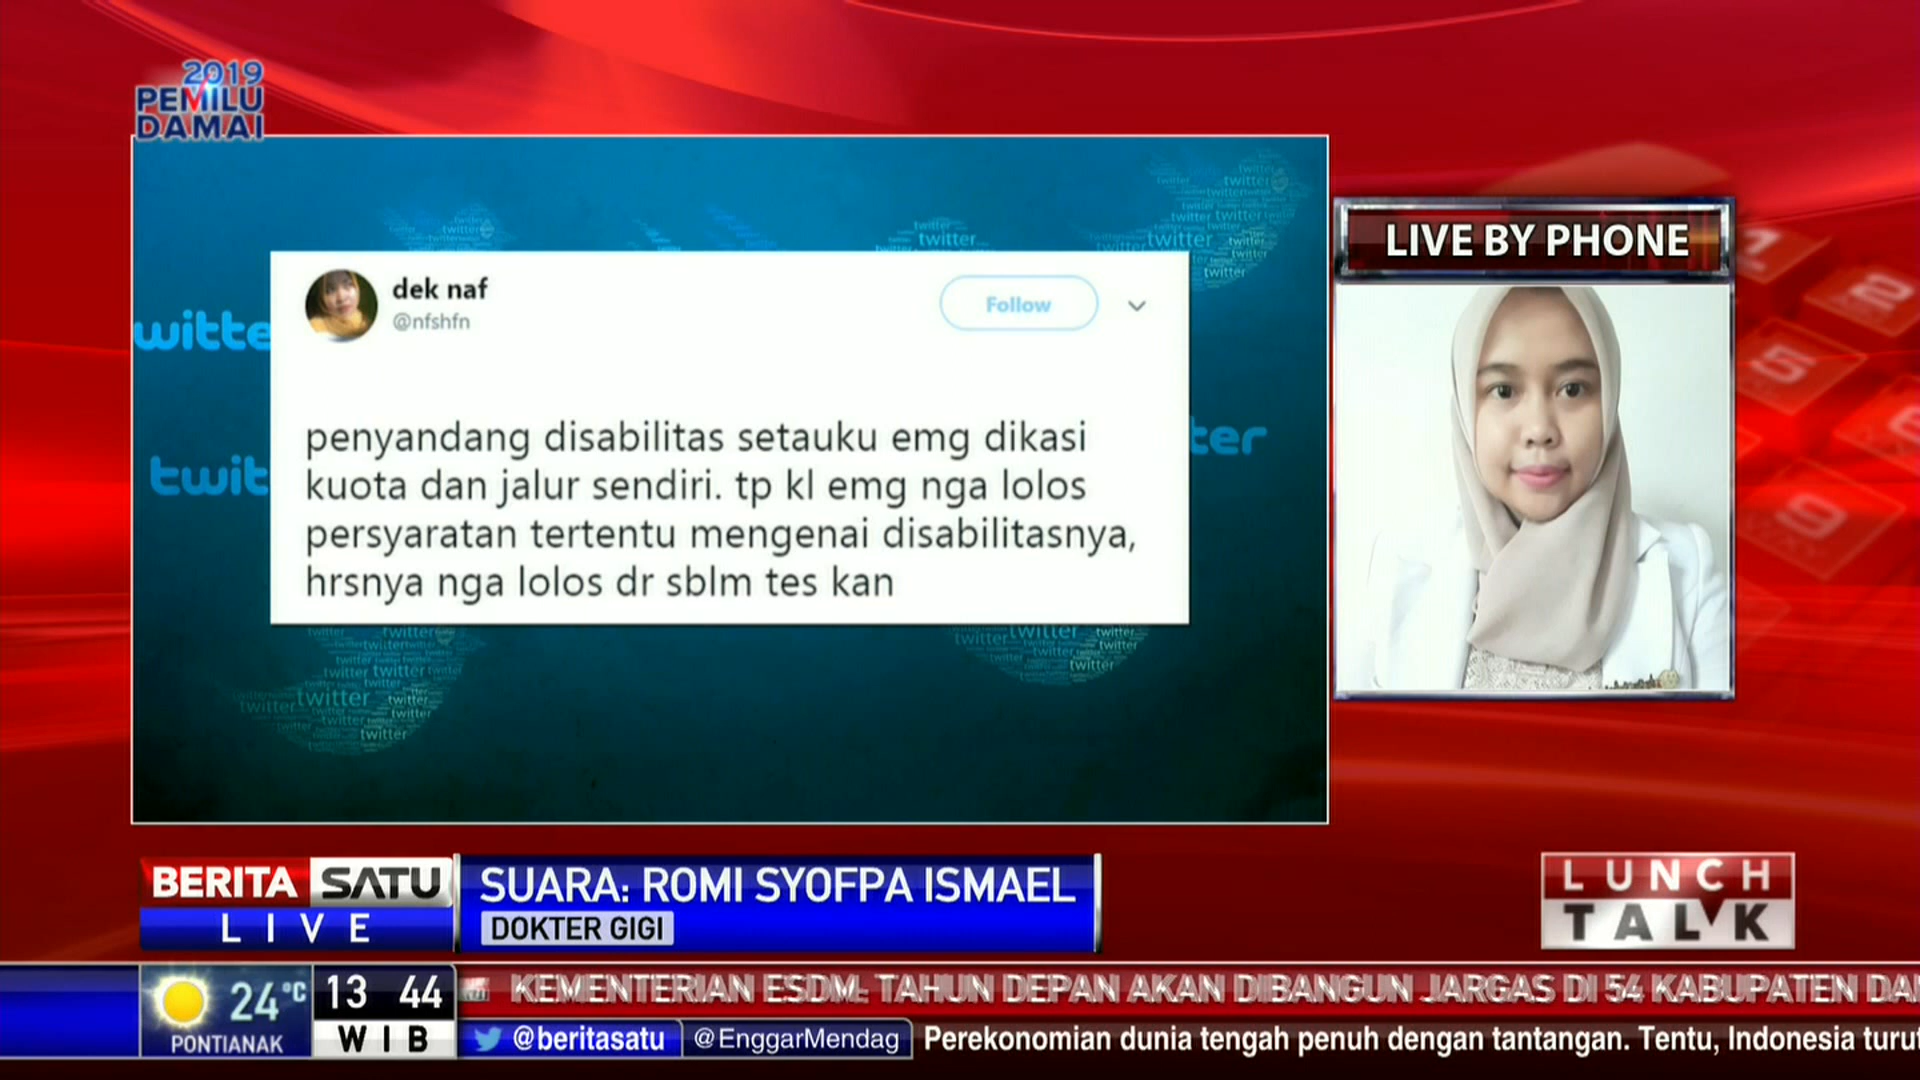 2019
PEMILU
DAMAI
LIVE BY PHONE
dek naf
@nfshfn
Follow
penyandang disabilitas setauku emg dikasi
kuota dan jalur sendiri. tp kl emg nga lolos
persyaratan tertentu mengenai disabilitasnya,
hrsnya nga lolos dr sblm tes kan
BERITA SATU
LIVE
SUARA: ROMI SYOFPA ISMAEL
DOKTER GIGI
LUNCH
TALK
24°C
PONTIANAK
13 44
WIB
KEMENTERIAN ESDM: TAHUN DEPAN AKAN DIBANGUN JARGAS DI 54 KABUPATEN DA
@beritasatu
@EnggarMendag
Perekonomian dunia tengah penuh dengan tantangan. Tentu, Indonesia turut